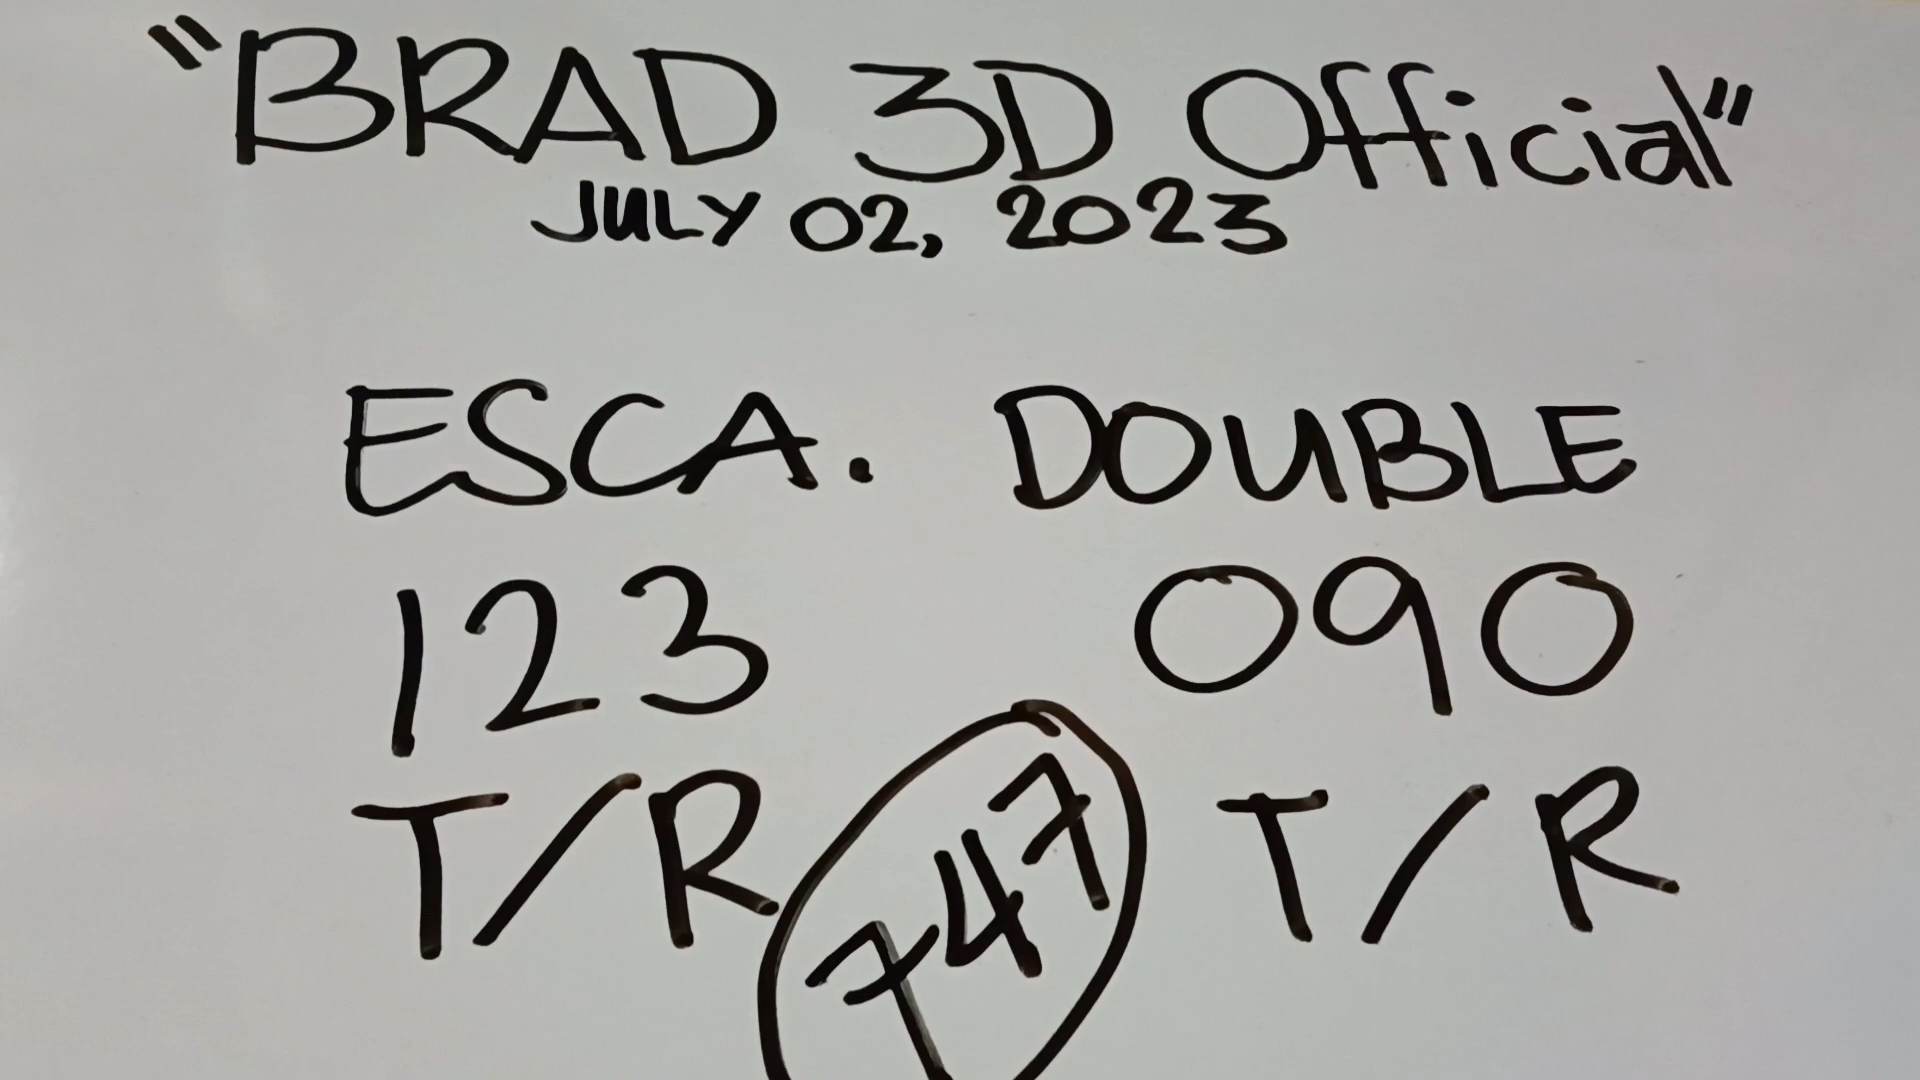 "BRAD 3D Official"
JULY 02, 2023
ESCA. DOUBLE
123 090
T/R T/R
747